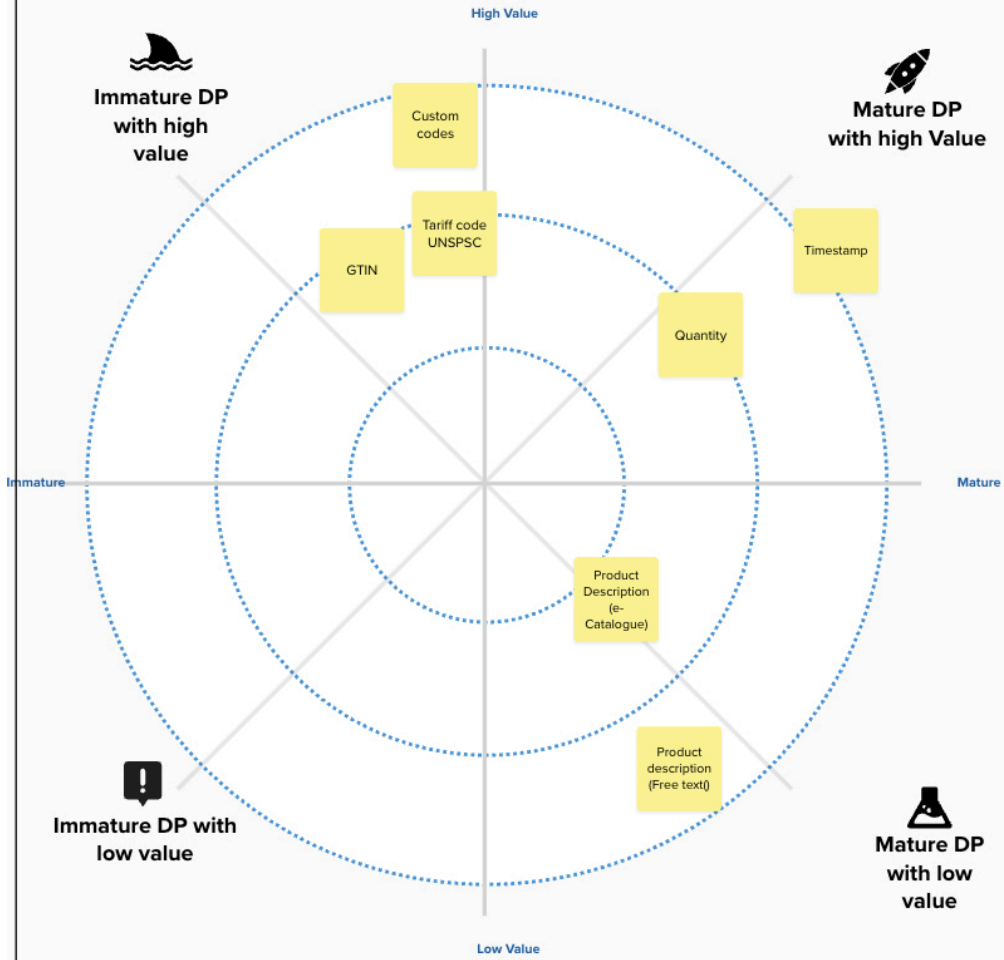 High Value
Immature DP
with high
value
Mature DP
with high Value
Custom
codes
Tariff code
UNSPSC
GTIN
Timestamp
Quantity
Immature
Mature
Product
Description
(e-
Catalogue)
Product
description
(Free text()
!
Immature DP with
low value
Mature DP
with low
value
Low Value